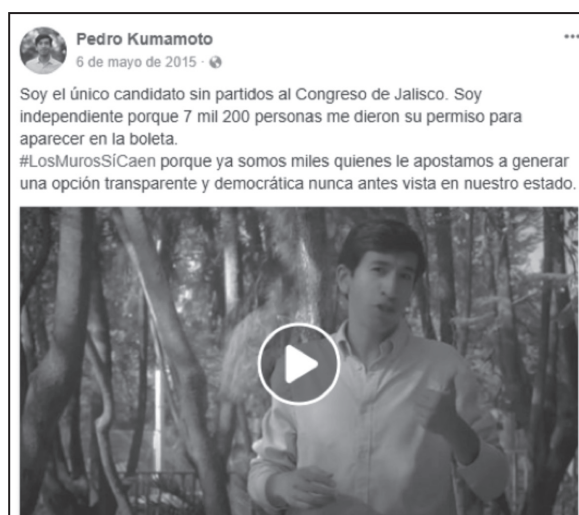 Pedro Kumamoto
6 de mayo de 2015 ·
Soy el único candidato sin partidos al Congreso de Jalisco. Soy
independiente porque 7 mil 200 personas me dieron su permiso para
aparecer en la boleta.
#LosMurosSíCaen porque ya somos miles quienes le apostamos a generar
una opción transparente y democrática nunca antes vista en nuestro estado.